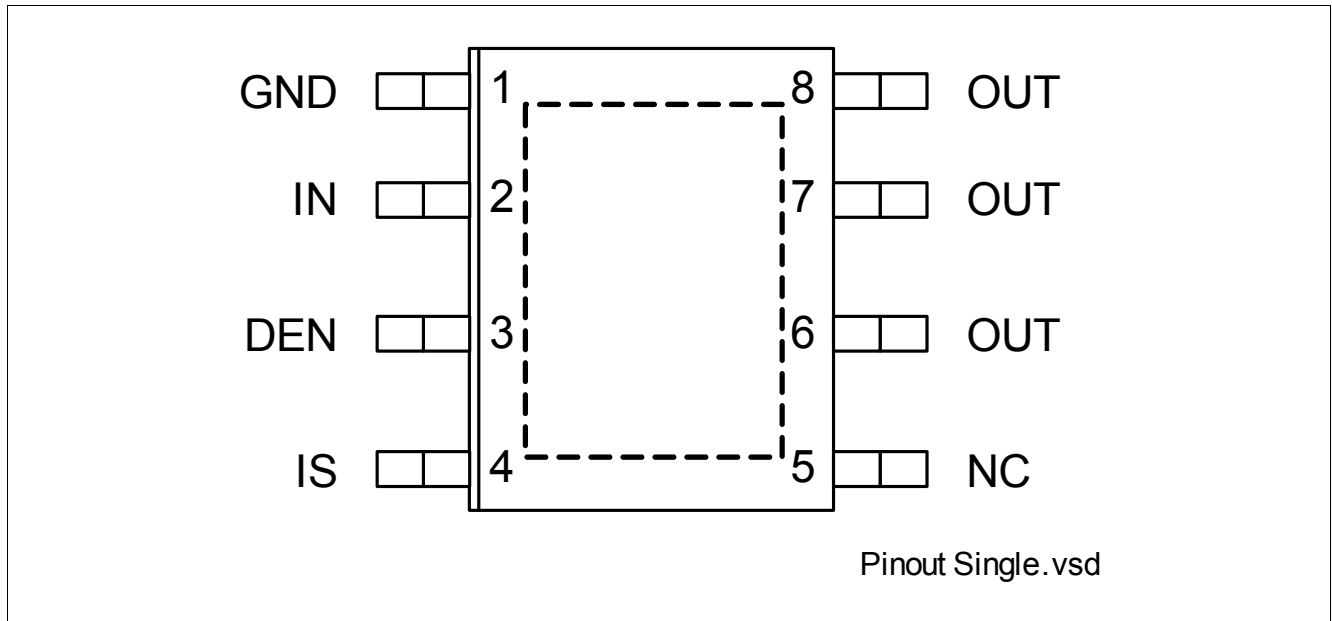 GND 1 8 OUT
IN 2 7 OUT
DEN 3 6 OUT
IS 4 5 NC
Pinout Single.vsd